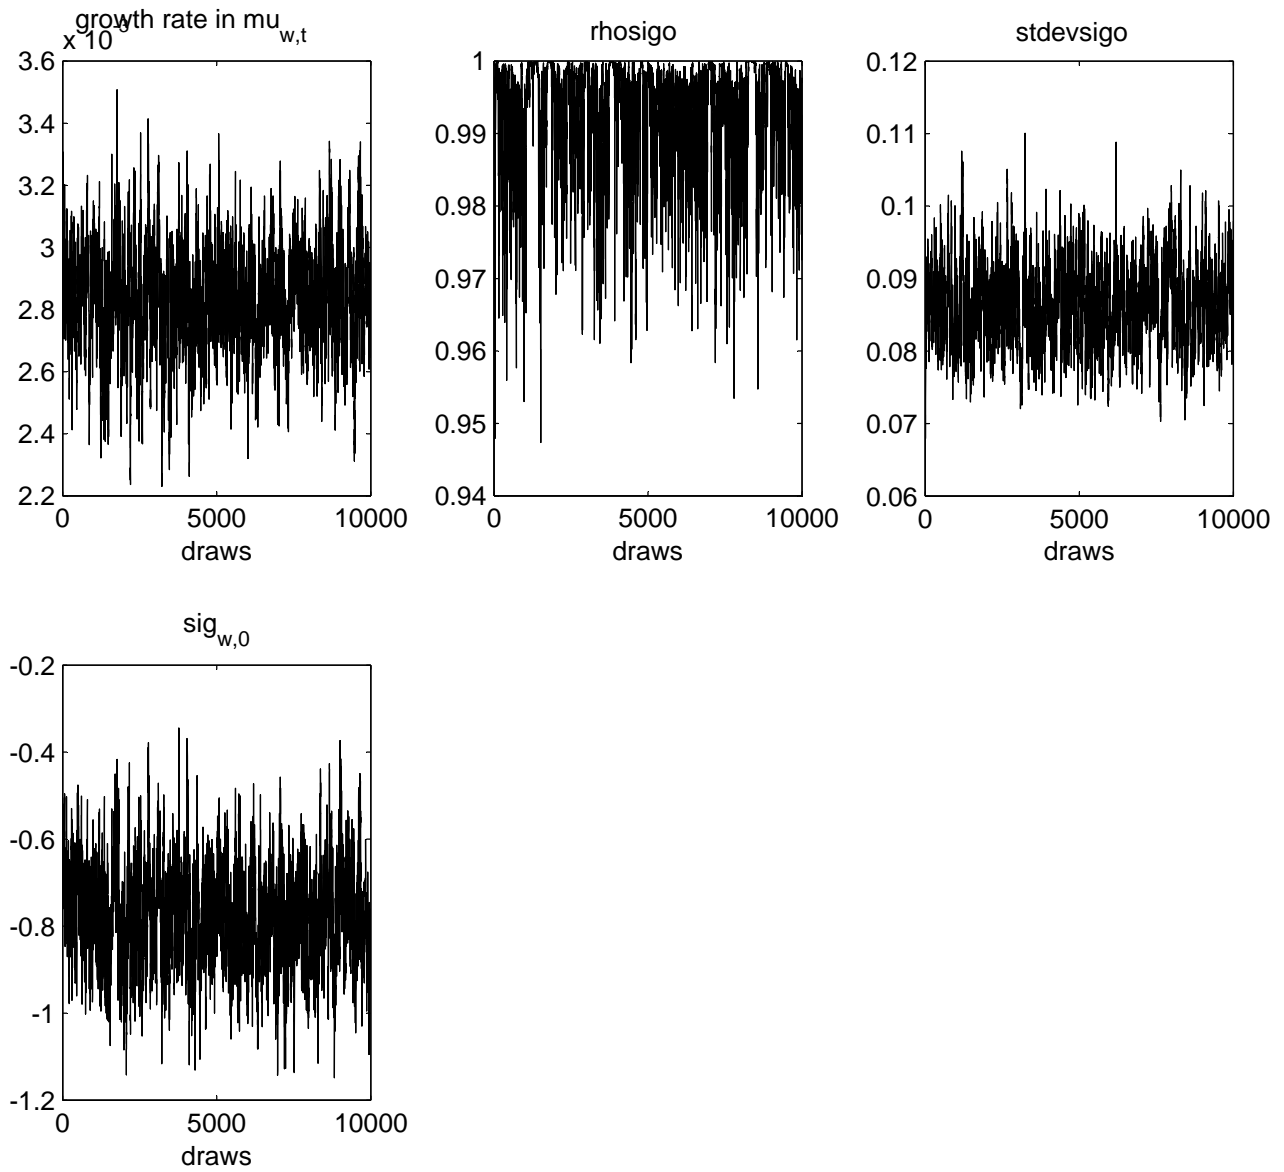 growth rate in mu_{w,t}
x 10^{-3}
3.6
3.4
3.2
3
2.8
2.6
2.4
2.2
0 5000 10000
draws
rhosigo
1
0.99
0.98
0.97
0.96
0.95
0.94
0 5000 10000
draws
stdevsigo
0.12
0.11
0.1
0.09
0.08
0.07
0.06
0 5000 10000
draws
sig_{w,0}
-0.2
-0.4
-0.6
-0.8
-1
-1.2
0 5000 10000
draws